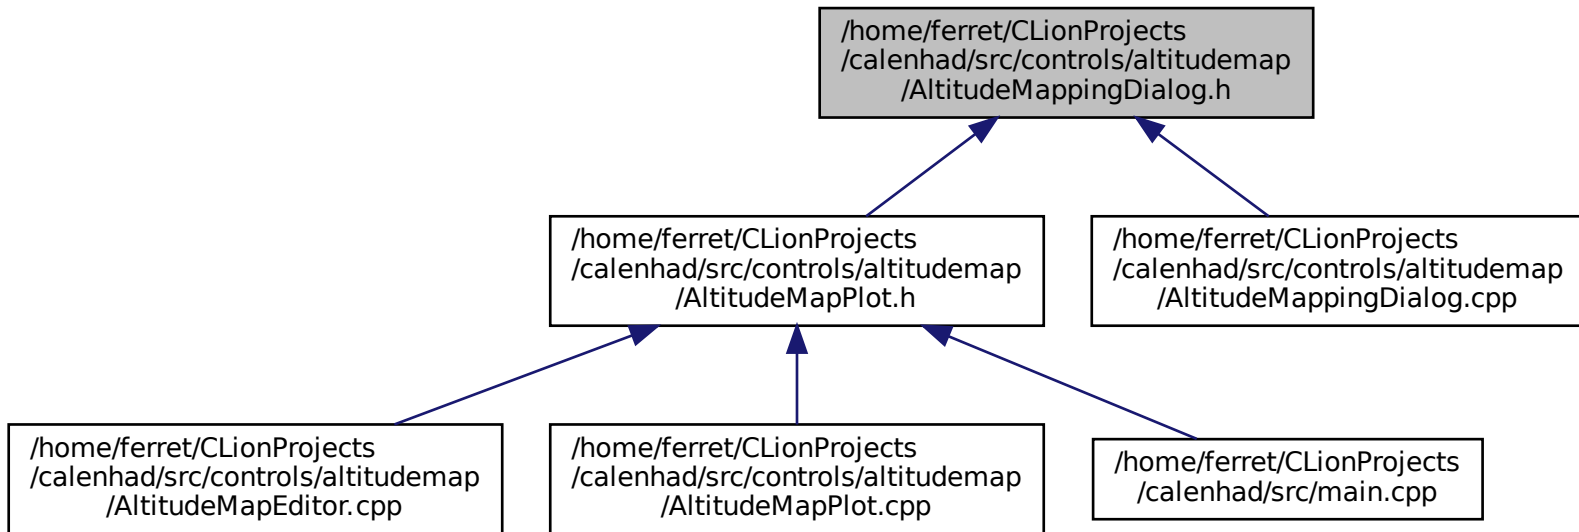 /home/ferret/CLionProjects
/calenhad/src/controls/altitudemap
/AltitudeMappingDialog.h
/home/ferret/CLionProjects
/calenhad/src/controls/altitudemap
/AltitudeMapPlot.h
/home/ferret/CLionProjects
/calenhad/src/controls/altitudemap
/AltitudeMappingDialog.cpp
/home/ferret/CLionProjects
/calenhad/src/controls/altitudemap
/AltitudeMapEditor.cpp
/home/ferret/CLionProjects
/calenhad/src/controls/altitudemap
/AltitudeMapPlot.cpp
/home/ferret/CLionProjects
/calenhad/src/main.cpp